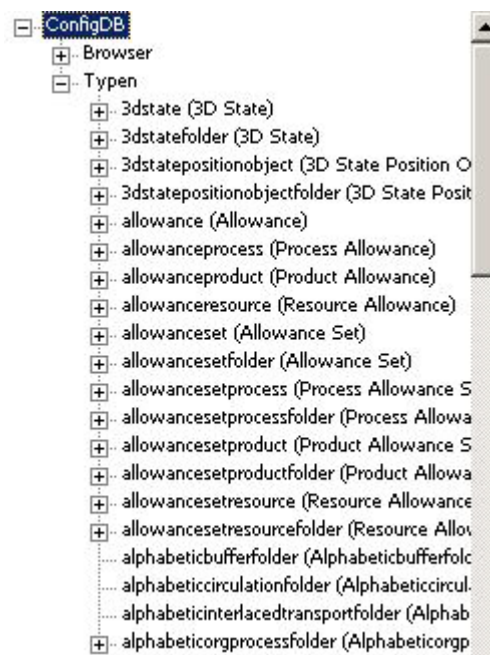 ConfigDB
Browser
Typen
3dstate (3D State)
3dstatefolder (3D State)
3dstatepositionobject (3D State Position O
3dstatepositionobjectfolder (3D State Posit
allowance (Allowance)
allowanceprocess (Process Allowance)
allowanceproduct (Product Allowance)
allowanceresource (Resource Allowance)
allowanceset (Allowance Set)
allowancesetfolder (Allowance Set)
allowancesetprocess (Process Allowance S
allowancesetprocessfolder (Process Allowa
allowancesetproduct (Product Allowance S
allowancesetproductfolder (Product Allowa
allowancesetresource (Resource Allowance
allowancesetresourcefolder (Resource Allow
alphabeticbufferfolder (Alphabeticbufferfolc
alphabeticcirculationfolder (Alphabeticcircul
alphabeticinterlacedtransportfolder (Alphab
alphabeticorgprocessfolder (Alphabeticorgp